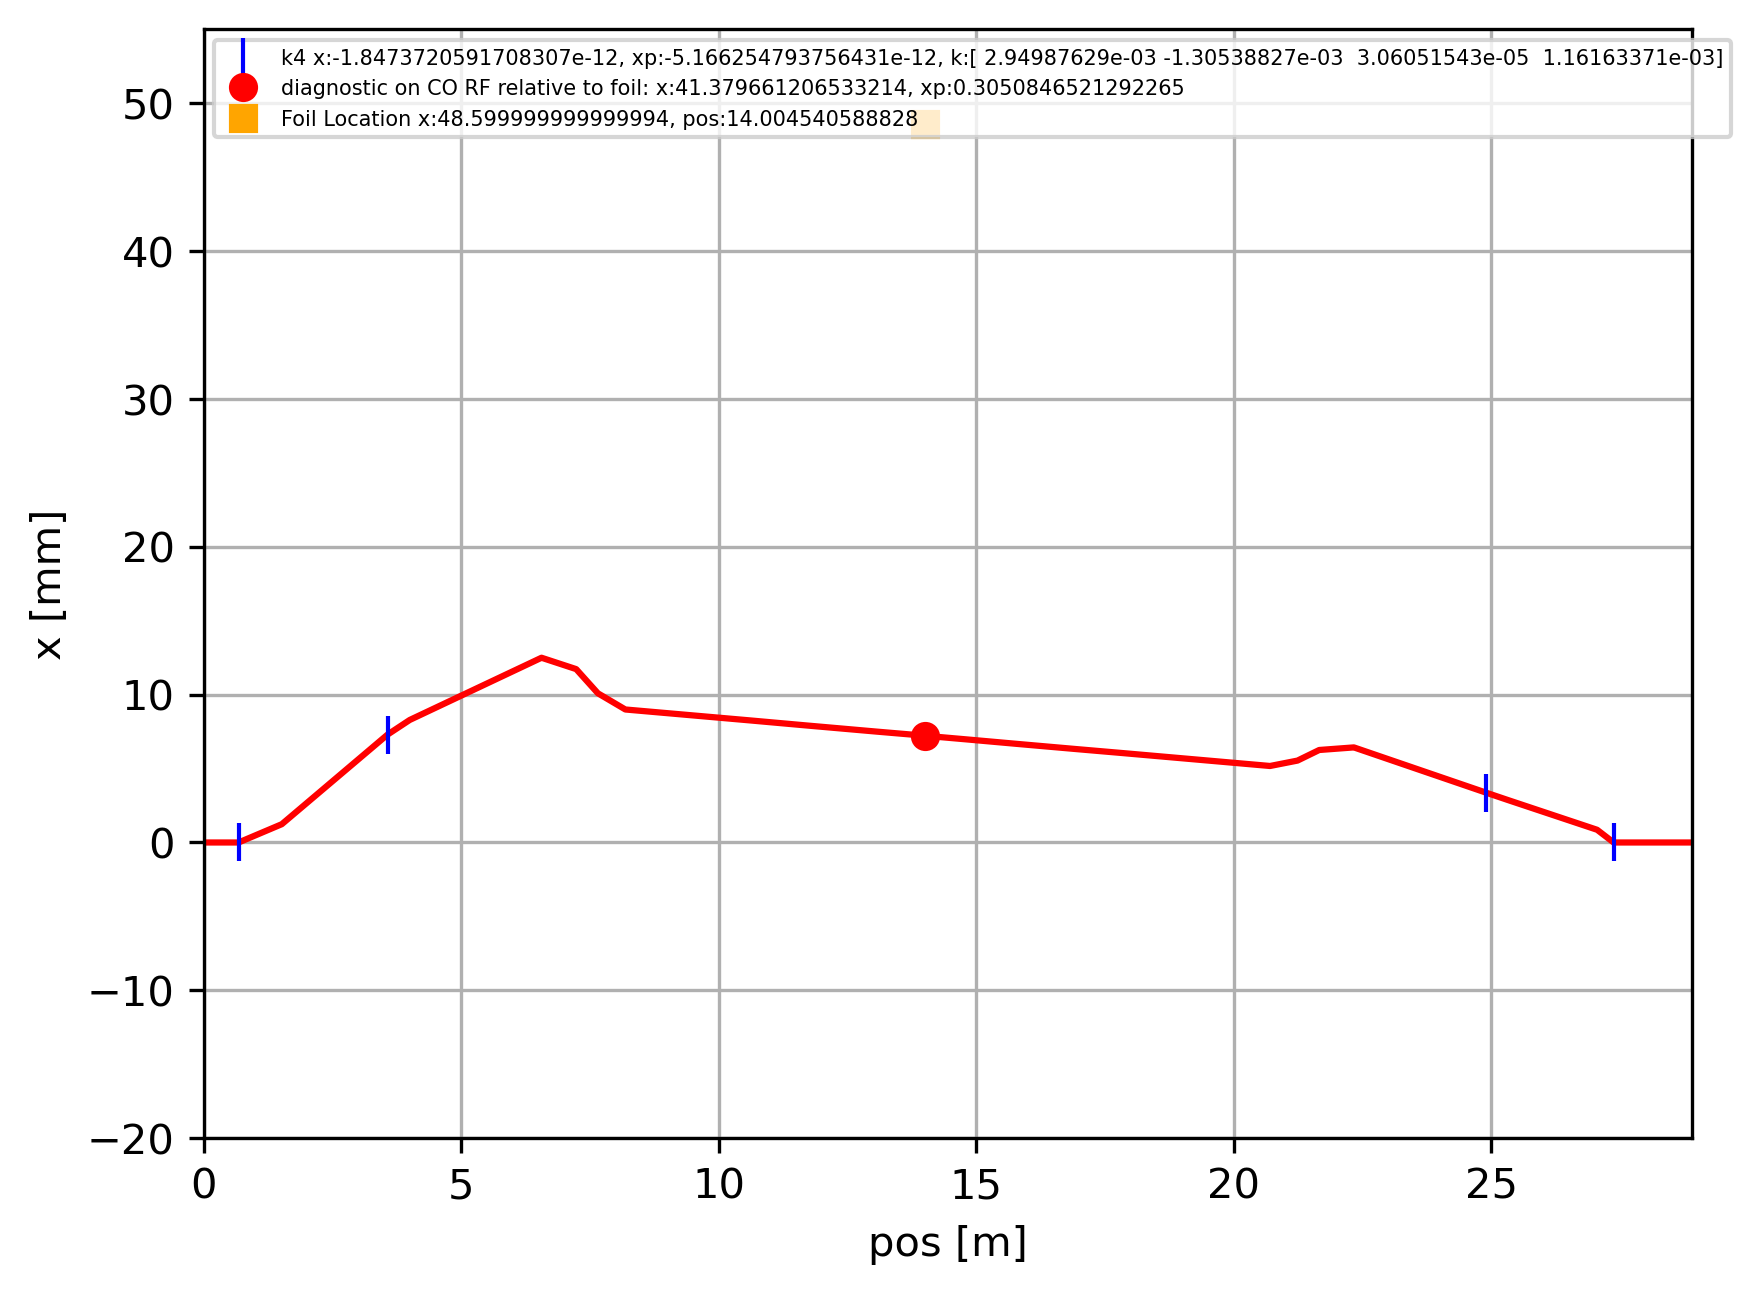 k4 x:-1.8473720591708307e-12, xp:-5.166254793756431e-12, k:[ 2.94987629e-03 -1.30538827e-03  3.06051543e-05  1.16163371e-03]
diagnostic on CO RF relative to foil: x:41.379661206533214, xp:0.3050846521292265
Foil Location x:48.599999999999994, pos:14.004540588828
50
40
30
20
10
0
−10
−20
x [mm]
0 5 10 15 20 25
pos [m]